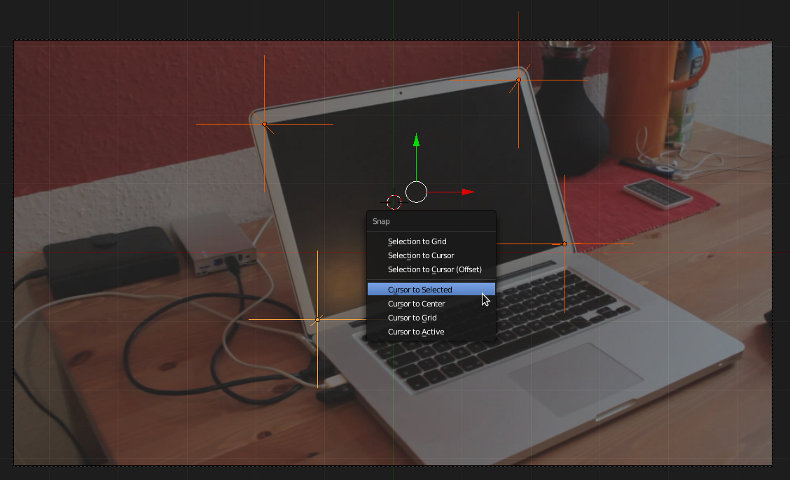 Snap
Selection to Grid
Selection to Cursor
Selection to Cursor (Offset)
Cursor to Selected
Cursor to Center
Cursor to Grid
Cursor to Active